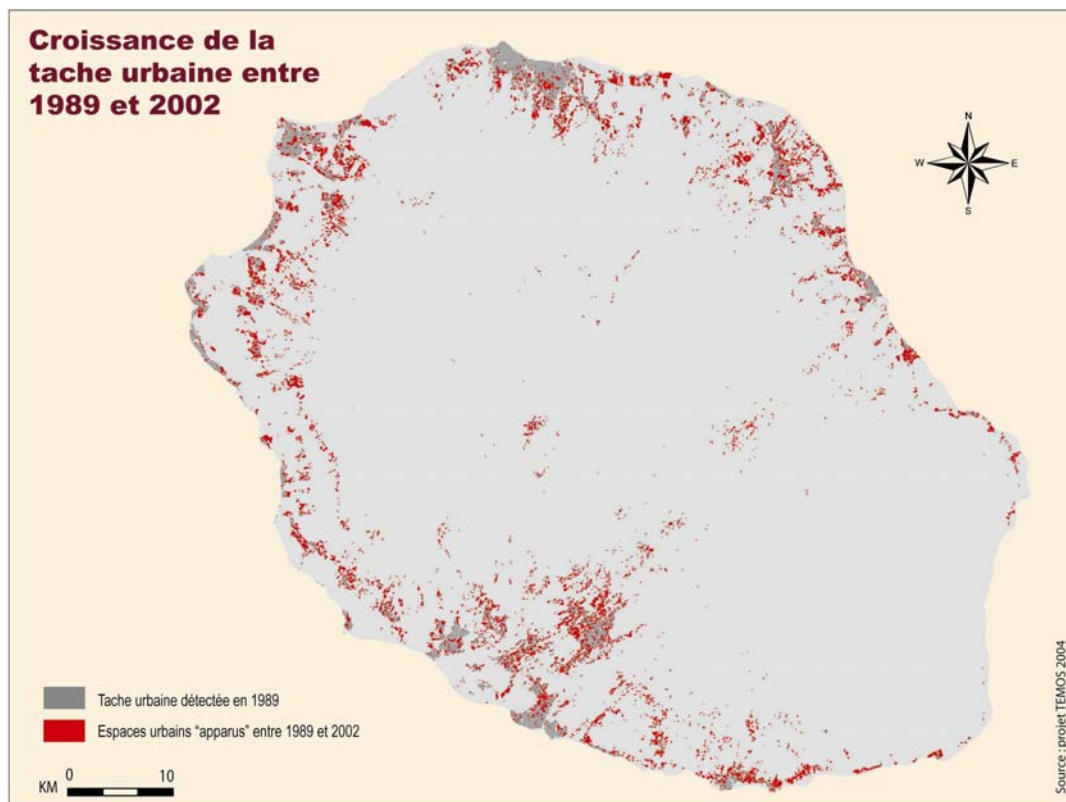 Croissance de la
tache urbaine entre
1989 et 2002
N
W
E
S
Tache urbaine détectée en 1989
Espaces urbains “apparus” entre 1989 et 2002
0 10
KM
Source : projet TEMOS 2004